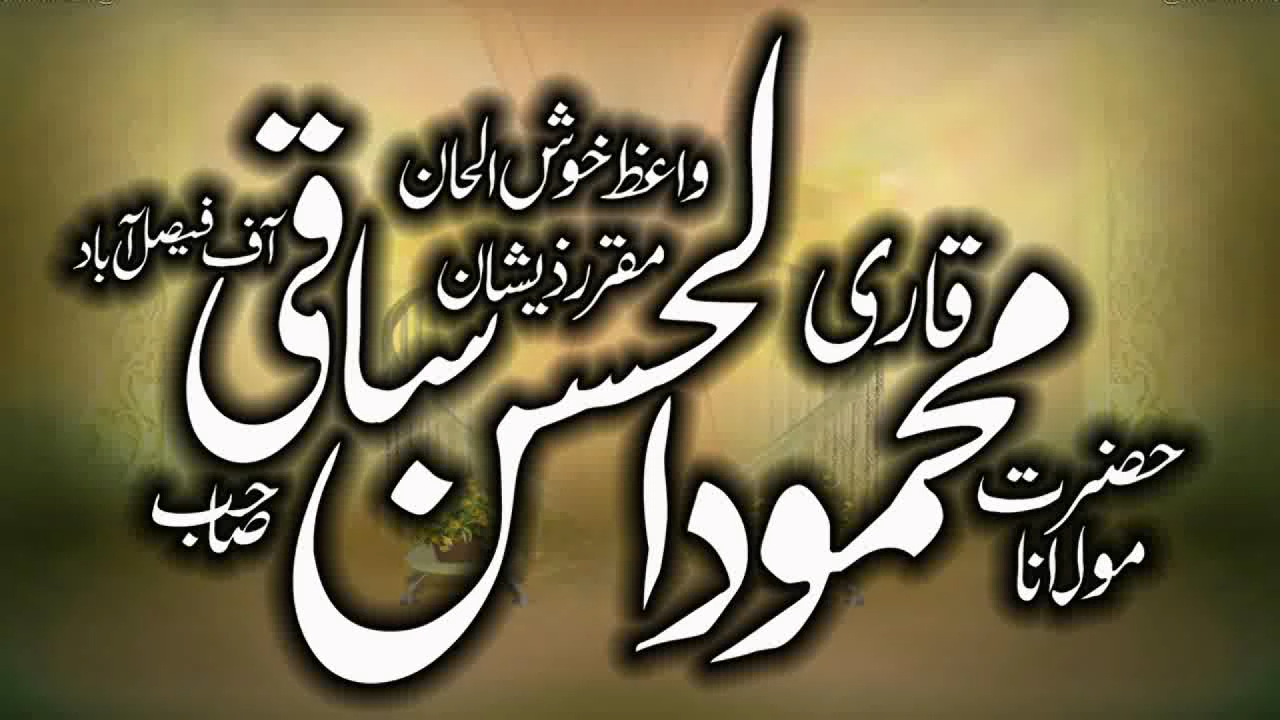 واعظ خوش الحان
مقرر ذیشان
حضرت
مولانا
قاری
محمود الحسن ساقی
صاحب
آف فیصل آباد